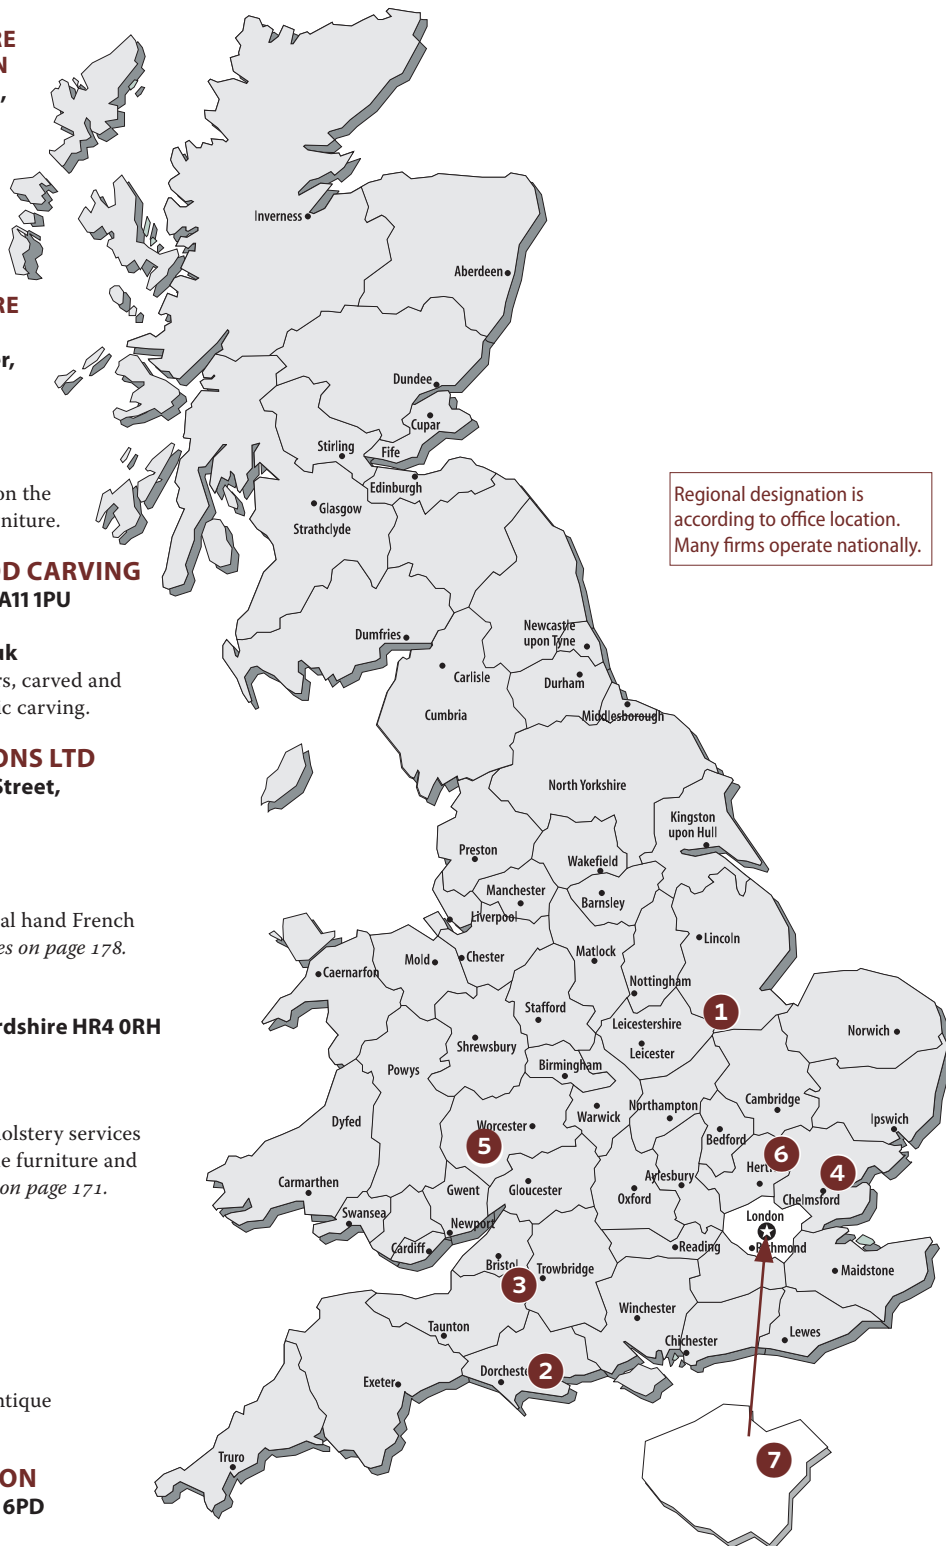 RE
N
,
RE
r,
on the
niture.
OD CARVING
A11 1PU
uk
rs, carved and
ic carving.
ONS LTD
Street,
al hand French
es on page 178.
rdshire HR4 0RH
holstery services
e furniture and
on page 171.
ntique
ON
6PD
Inverness
Aberdeen
Dundee
Cupar
Stirling
Fife
Edinburgh
Glasgow
Strathclyde
Regional designation is
according to office location.
Many firms operate nationally.
Newcastle
upon Tyne
Dumfries
Carlisle
Durham
Cumbria
Middlesborough
North Yorkshire
Kingston
upon Hull
Preston
Wakefield
Manchester
Barnsley
Liverpool
Lincoln
Matlock
Mold
Chester
Caernarfon
Nottingham
Stafford
1
Leicestershire
Norwich
Shrewsbury
Leicester
Birmingham
Powys
Cambridge
Northampton
Warwick
Dyfed
Worcester
Ipswich
Bedford
5
6
Hert
4
Aylesbury
Carmarthen
Gwent
Gloucester
Oxford
Chelmsford
Swansea
London
Newport
Cardiff
Reading
Richmond
Bristol
Trowbridge
Maidstone
3
Winchester
Taunton
Lewes
Chichester
Dorcheste
2
Exeter
Truro
7